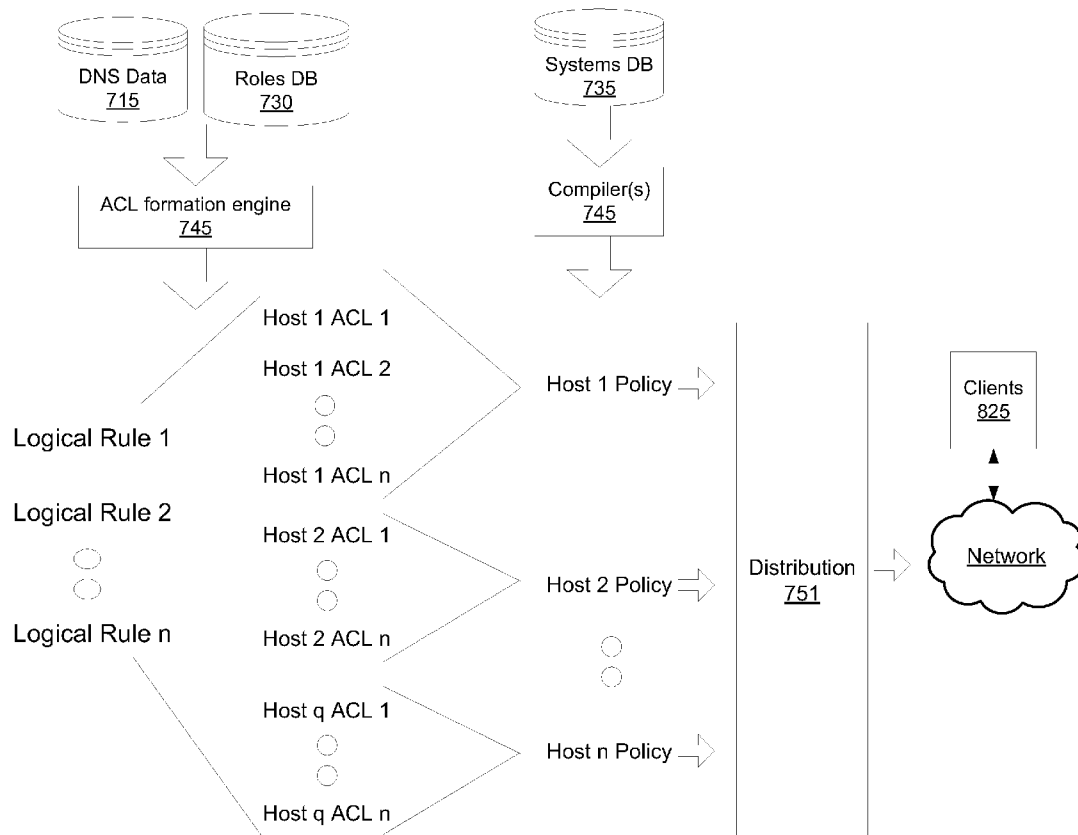 DNS Data
715
Roles DB
730
Systems DB
735
ACL formation engine
745
Compiler(s)
745
Logical Rule 1
Logical Rule 2
Logical Rule n
Host 1 ACL 1
Host 1 ACL 2
Host 1 ACL n
Host 2 ACL 1
Host 2 ACL n
Host q ACL 1
Host q ACL n
Host 1 Policy
Host 2 Policy
Host n Policy
Distribution
751
Clients
825
Network